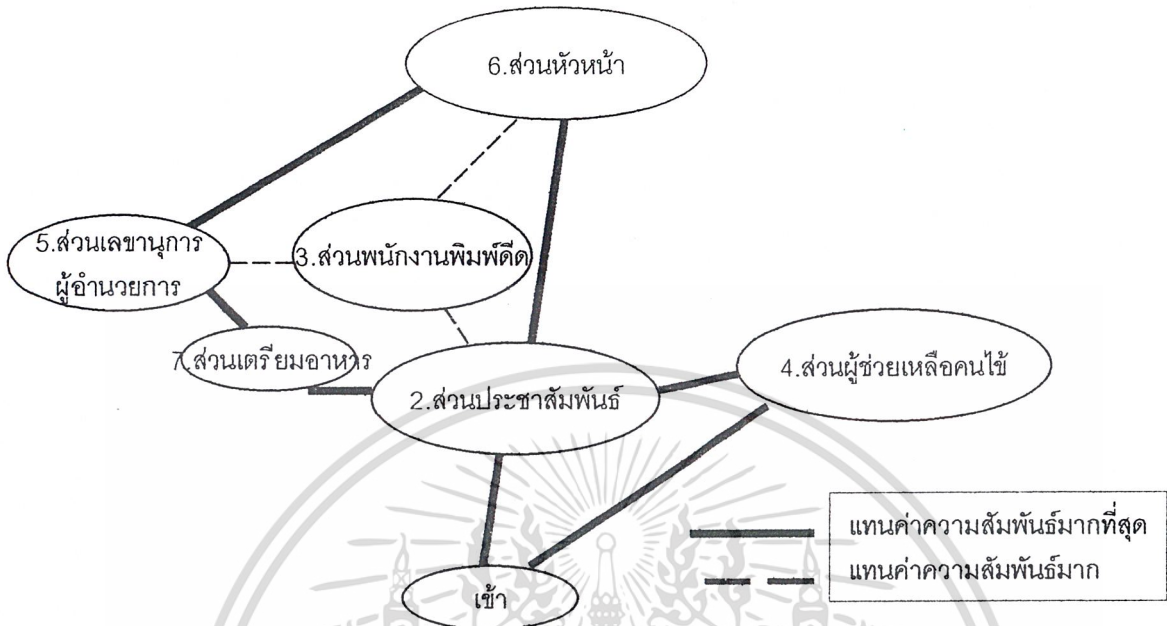 6.ส่วนหัวหน้า
5.ส่วนเลขานุการ
ผู้อำนวยการ
3.ส่วนพนักงานพิมพ์ดีด
7.ส่วนเตรียมอาหาร
2.ส่วนประชาสัมพันธ์
4.ส่วนผู้ช่วยเหลือคนไข้
เข้า
แทนค่าความสัมพันธ์มากที่สุด
แทนค่าความสัมพันธ์มาก